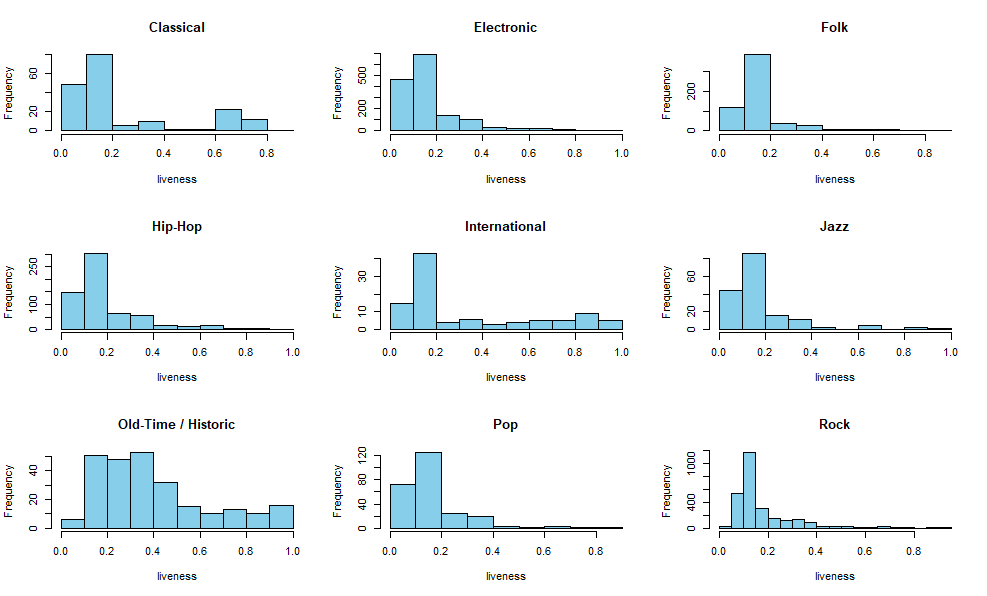 Classical
Frequency
20 60
0
0.0 0.2 0.4 0.6 0.8
liveness
Electronic
Frequency
0 200 500
0.0 0.2 0.4 0.6 0.8 1.0
liveness
Folk
Frequency
0 200
0.0 0.2 0.4 0.6 0.8
liveness
Hip-Hop
Frequency
0 100 250
0.0 0.2 0.4 0.6 0.8 1.0
liveness
International
Frequency
0 10 30
0.0 0.2 0.4 0.6 0.8 1.0
liveness
Jazz
Frequency
0 20 60
0.0 0.2 0.4 0.6 0.8 1.0
liveness
Old-Time / Historic
Frequency
0 20 40
0.0 0.2 0.4 0.6 0.8 1.0
liveness
Pop
Frequency
0 40 80 120
0.0 0.2 0.4 0.6 0.8
liveness
Rock
Frequency
0 400 1000
0.0 0.2 0.4 0.6 0.8
liveness